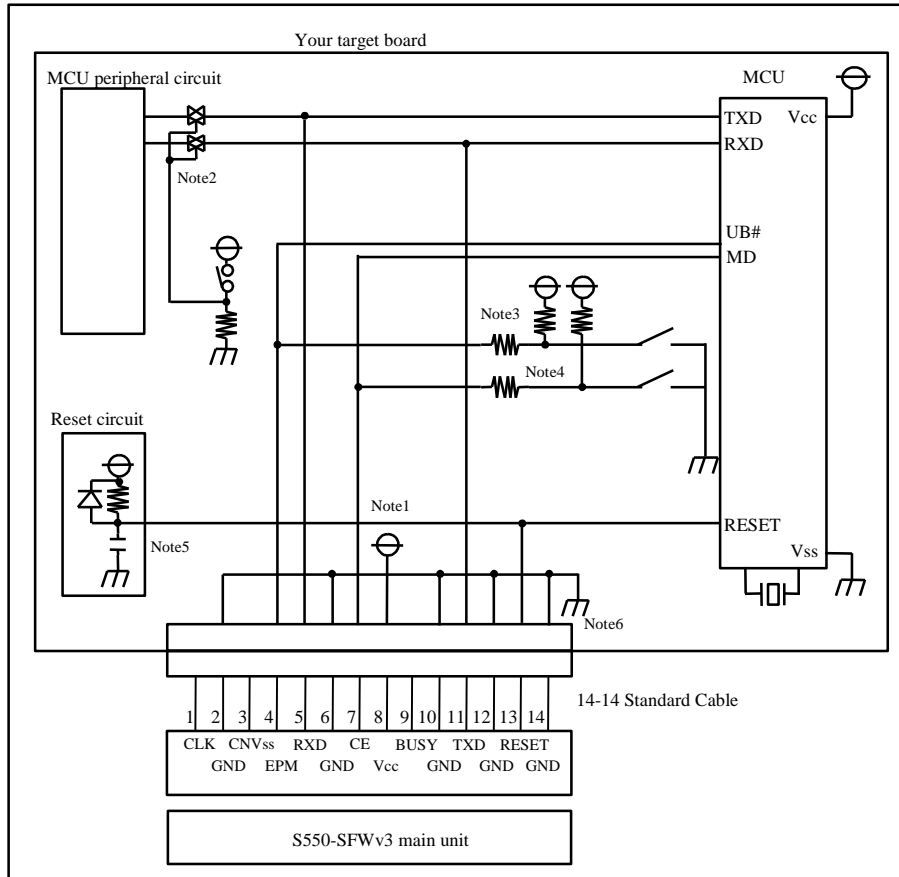 Your target board
MCU peripheral circuit
MCU
TXD
Vcc
RXD
Note2
UB#
MD
Note3
Note4
Reset circuit
Note1
RESET
Note5
Vss
Note6
14-14 Standard Cable
1 2 3 4 5 6 7 8 9 10 11 12 13 14
CLK CNVss RXD CE BUSY TXD RESET
GND EPM GND Vcc GND GND GND
S550-SFWv3 main unit